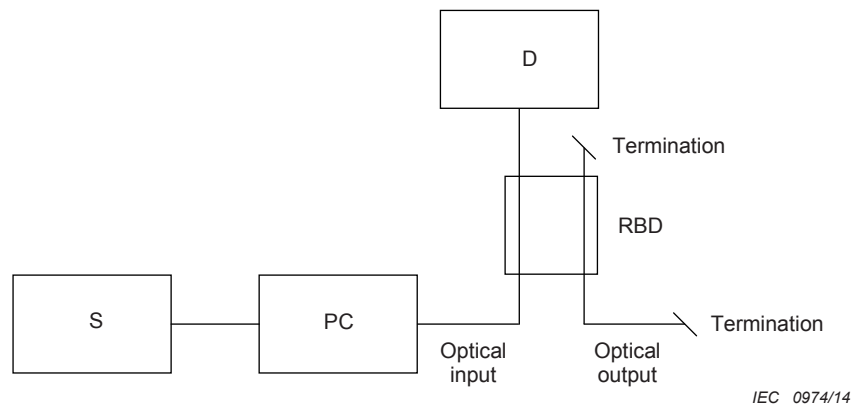 D
Termination
RBD
S
PC
Termination
Optical
input
Optical
output
IEC 0974/14